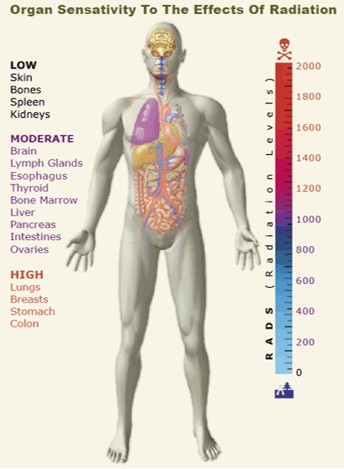 Organ Sensativity To The Effects Of Radiation
LOW
Skin
Bones
Spleen
Kidneys
MODERATE
Brain
Lymph Glands
Esophagus
Thyroid
Bone Marrow
Liver
Pancreas
Intestines
Ovaries
HIGH
Lungs
Breasts
Stomach
Colon
RADS (Radiation Levels)
2000
1800
1600
1400
1200
1000
800
600
400
200
0